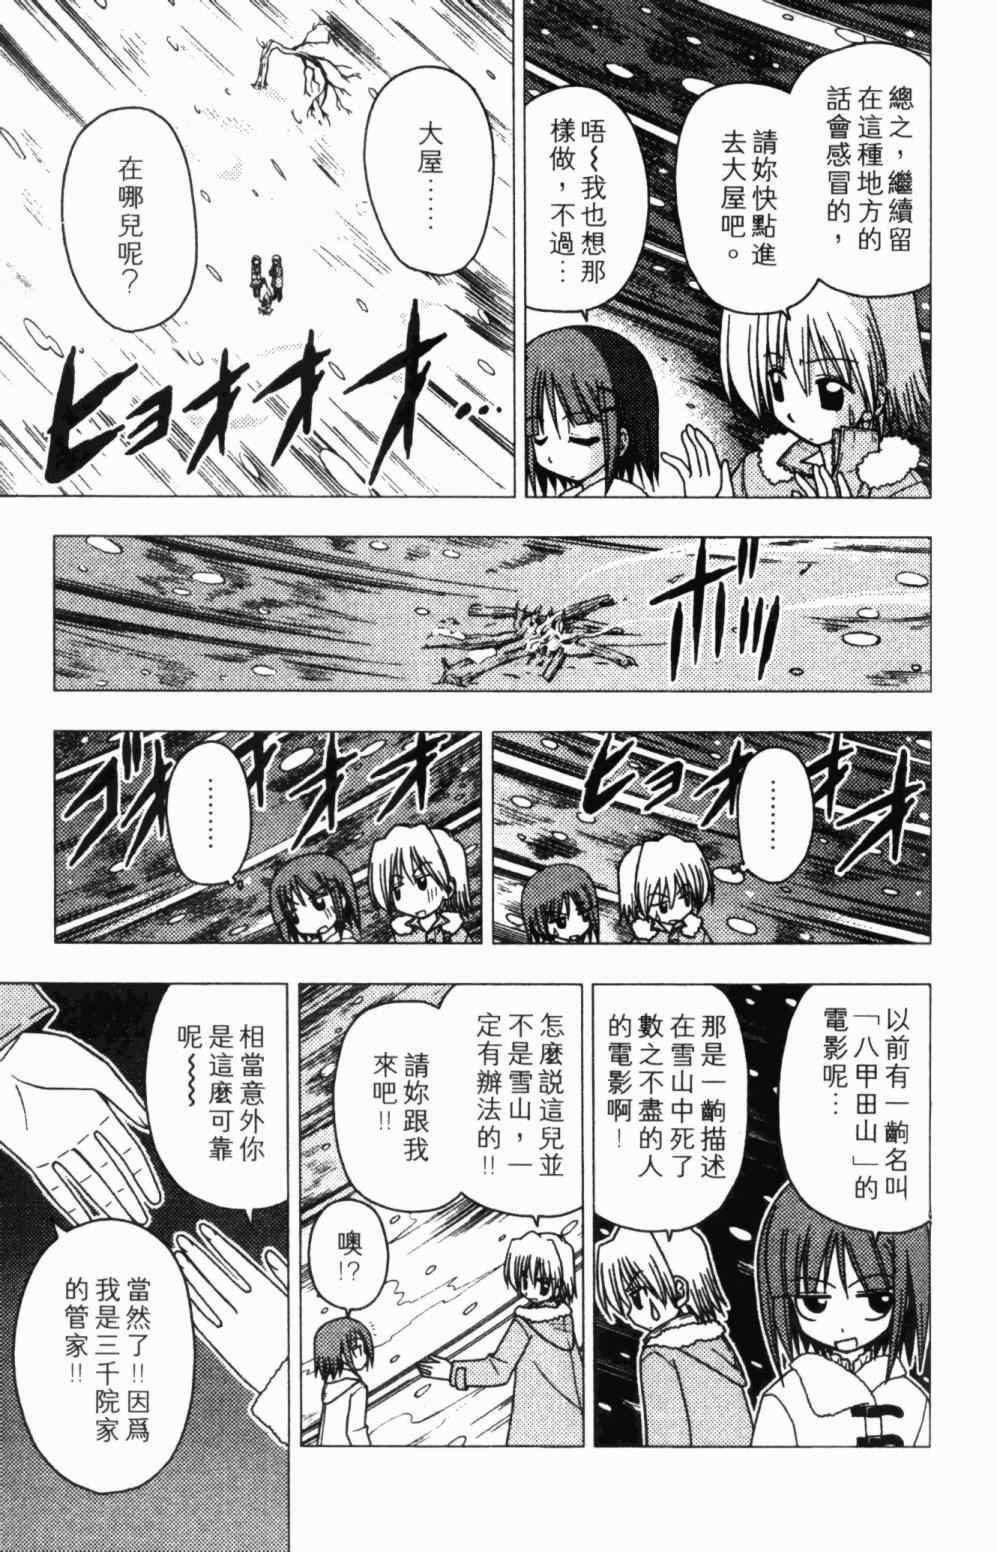 總之，繼續留
在這種地方的
話會感冒的，
請妳快點進
去大屋吧。
唔～我也想那
樣做，不過…
大屋……
在哪兒呢？
ヒョオオオ…
ボオッ
ヒョオオオ
……
ゴオオオ
……
以前有一齣名叫
「八甲田山」的
電影呢…
那是一齣描述
在雪山中死了
數之不盡的人
的電影啊！
怎麼說這兒並
不是雪山，一
定有辦法的!!
請妳跟我
來吧!!
噢!?
相當意外你
是這麼可靠
呢～～
當然了!!因爲
我是三千院家
的管家!!